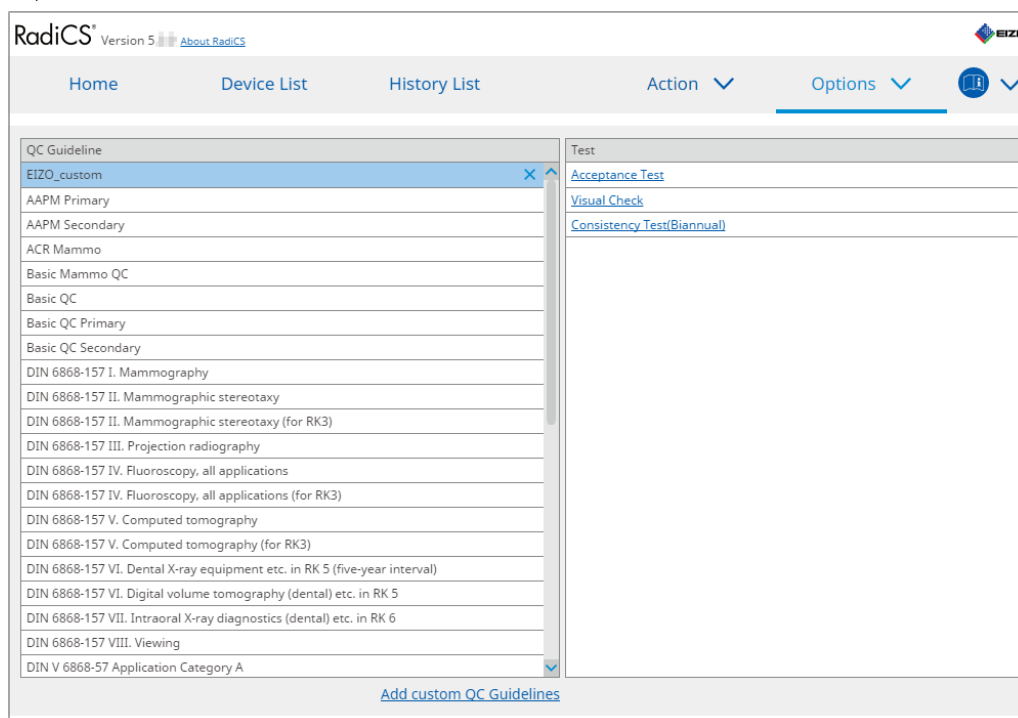 RadiCS® Version 5. About RadiCS
Home Device List History List Action Options
QC Guideline
EIZO_custom
AAPM Primary
AAPM Secondary
ACR Mammo
Basic Mammo QC
Basic QC
Basic QC Primary
Basic QC Secondary
DIN 6868-157 I. Mammography
DIN 6868-157 II. Mammographic stereotaxy
DIN 6868-157 II. Mammographic stereotaxy (for RK3)
DIN 6868-157 III. Projection radiography
DIN 6868-157 IV. Fluoroscopy, all applications
DIN 6868-157 IV. Fluoroscopy, all applications (for RK3)
DIN 6868-157 V. Computed tomography
DIN 6868-157 V. Computed tomography (for RK3)
DIN 6868-157 VI. Dental X-ray equipment etc. in RK 5 (five-year interval)
DIN 6868-157 VI. Digital volume tomography (dental) etc. in RK 5
DIN 6868-157 VII. Intraoral X-ray diagnostics (dental) etc. in RK 6
DIN 6868-157 VIII. Viewing
DIN V 6868-57 Application Category A
Add custom QC Guidelines
Test
Acceptance Test
Visual Check
Consistency Test(Biannual)